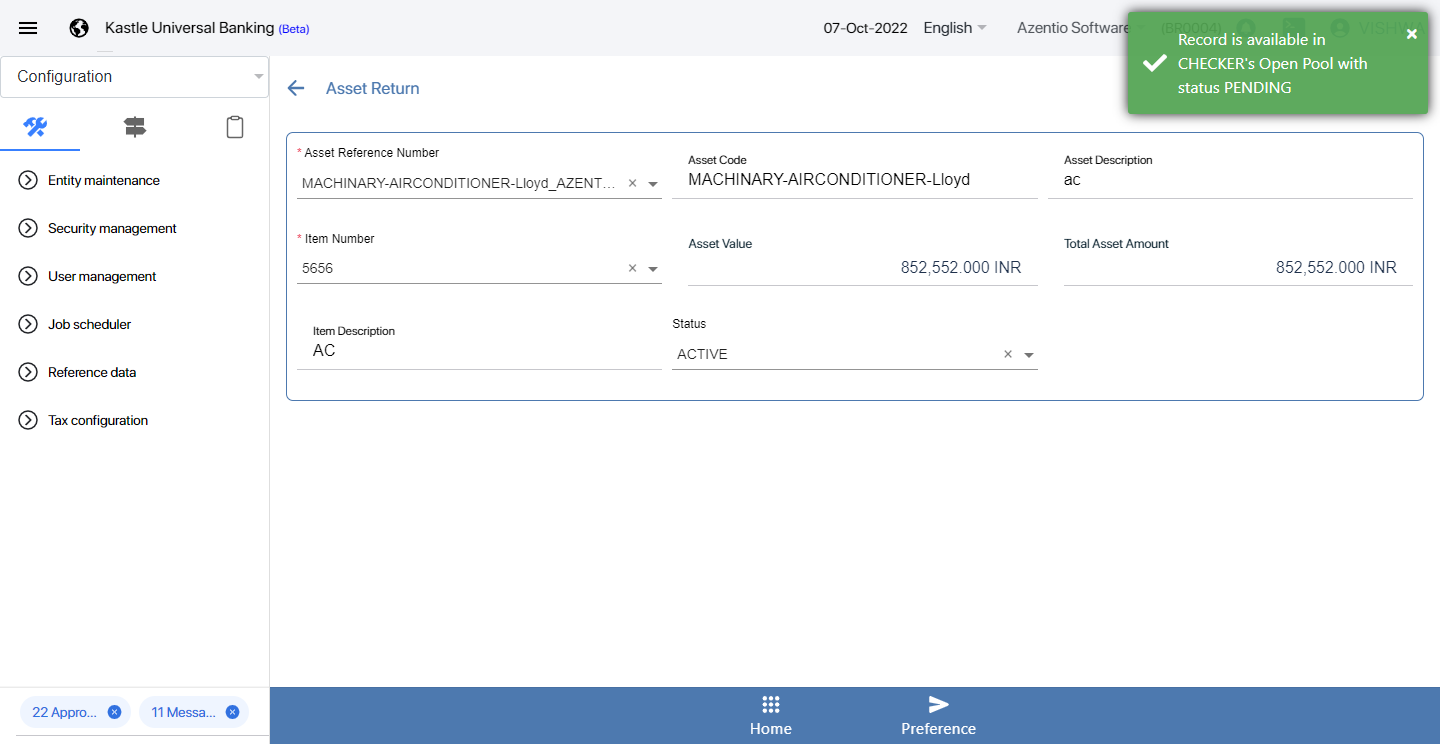 Kastle Universal Banking (Beta)
07-Oct-2022
English
Azentio Software
(BR0004)
VISHWA
Record is available in
CHECKER's Open Pool with
status PENDING
Configuration
Asset Return
Entity maintenance
Security management
User management
Job scheduler
Reference data
Tax configuration
* Asset Reference Number
MACHINARY-AIRCONDITIONER-Lloyd_AZENT...
Asset Code
MACHINARY-AIRCONDITIONER-Lloyd
Asset Description
ac
* Item Number
5656
Asset Value
852,552.000 INR
Total Asset Amount
852,552.000 INR
Item Description
AC
Status
ACTIVE
22 Appro...
11 Messa...
Home
Preference